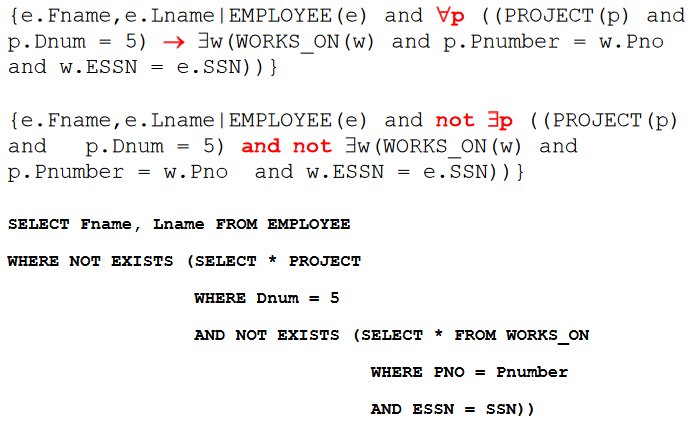 {e.Fname,e.Lname|EMPLOYEE(e) and ∀p ((PROJECT(p) and
p.Dnum = 5) → ∃w(WORKS_ON(w) and p.Pnumber = w.Pno
and w.ESSN = e.SSN))}
{e.Fname,e.Lname|EMPLOYEE(e) and not ∃p ((PROJECT(p)
and p.Dnum = 5) and not ∃w(WORKS_ON(w) and
p.Pnumber = w.Pno and w.ESSN = e.SSN))}
SELECT Fname, Lname FROM EMPLOYEE
WHERE NOT EXISTS (SELECT * PROJECT
WHERE Dnum = 5
AND NOT EXISTS (SELECT * FROM WORKS_ON
WHERE PNO = Pnumber
AND ESSN = SSN))